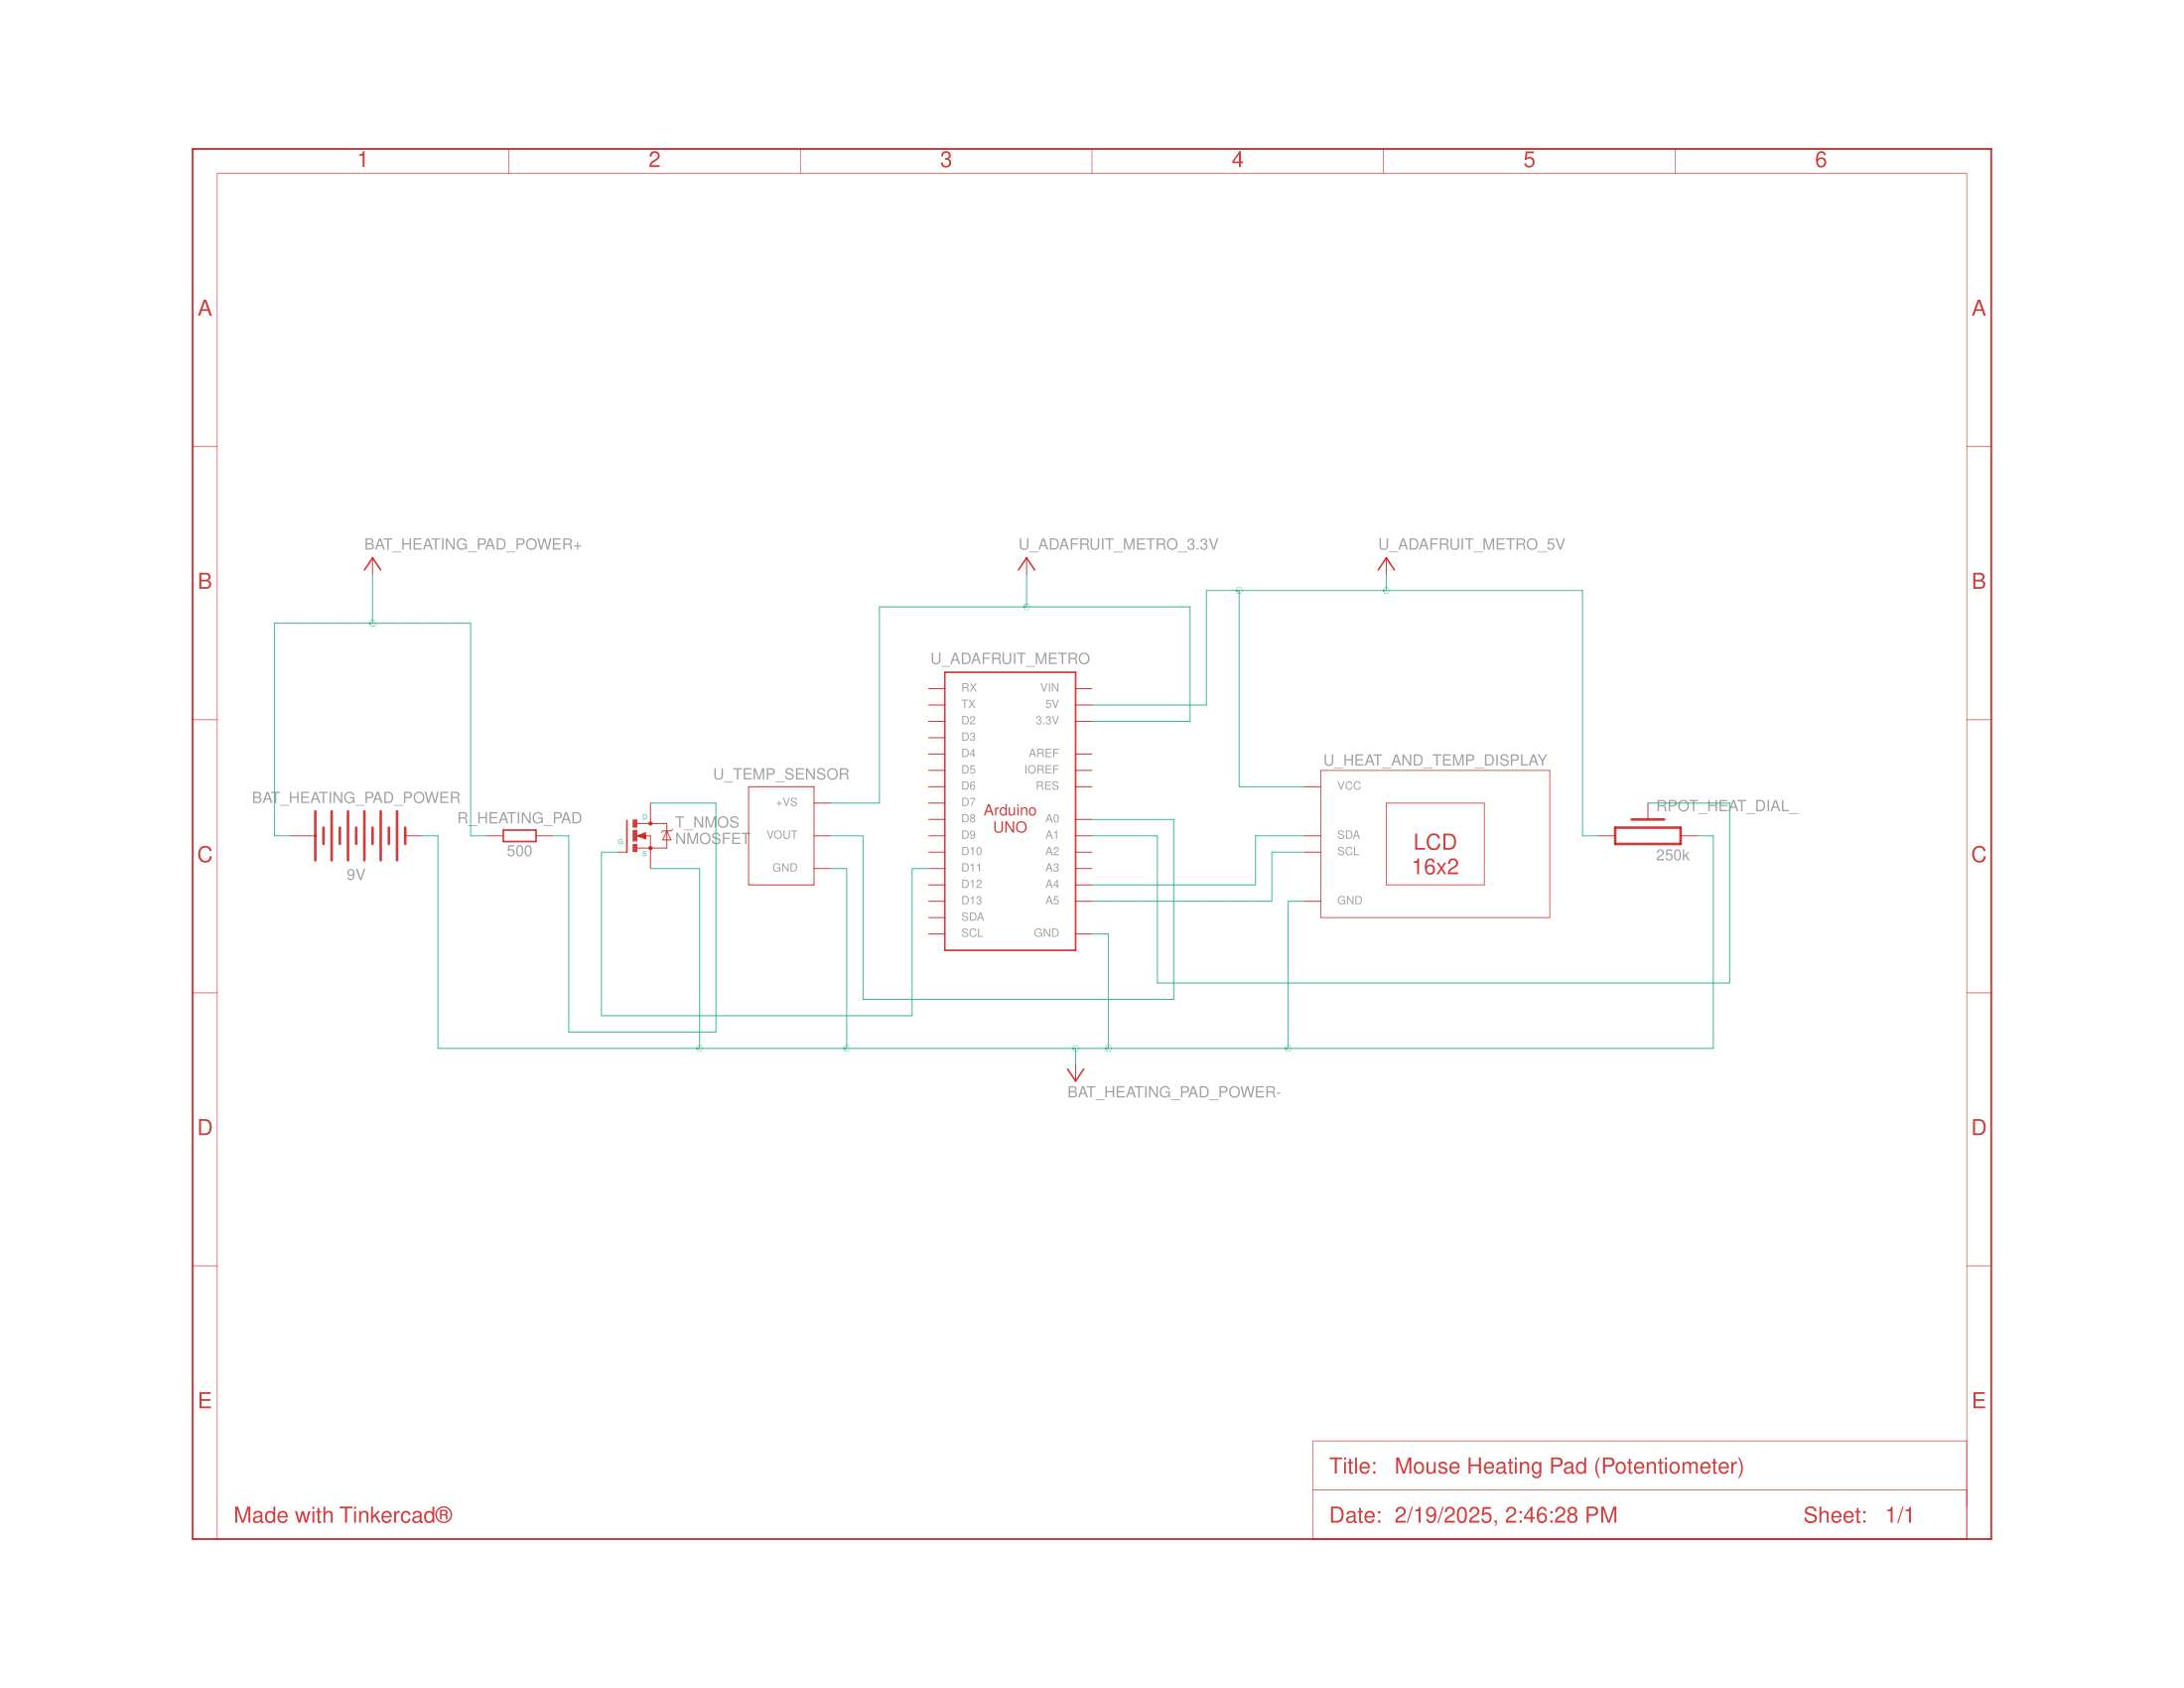 1 2 3 4 5 6
A A
B B
C C
D D
E E
BAT_HEATING_PAD_POWER+
U_ADAFRUIT_METRO_3.3V
U_ADAFRUIT_METRO_5V
BAT_HEATING_PAD_POWER
9V
R_HEATING_PAD
500
D
G
S
T_NMOS
NMOSFET
U_TEMP_SENSOR
+VS
VOUT
GND
U_ADAFRUIT_METRO
RX VIN
TX 5V
D2 3.3V
D3
D4 AREF
D5 IOREF
D6 RES
D7
Arduino
UNO
D8 A0
D9 A1
D10 A2
D11 A3
D12 A4
D13 A5
SDA
SCL GND
U_HEAT_AND_TEMP_DISPLAY
VCC
SDA
SCL
GND
LCD
16x2
RPOT_HEAT_DIAL_
250k
BAT_HEATING_PAD_POWER-
Title: Mouse Heating Pad (Potentiometer)
Date: 2/19/2025, 2:46:28 PM Sheet: 1/1
Made with Tinkercad®